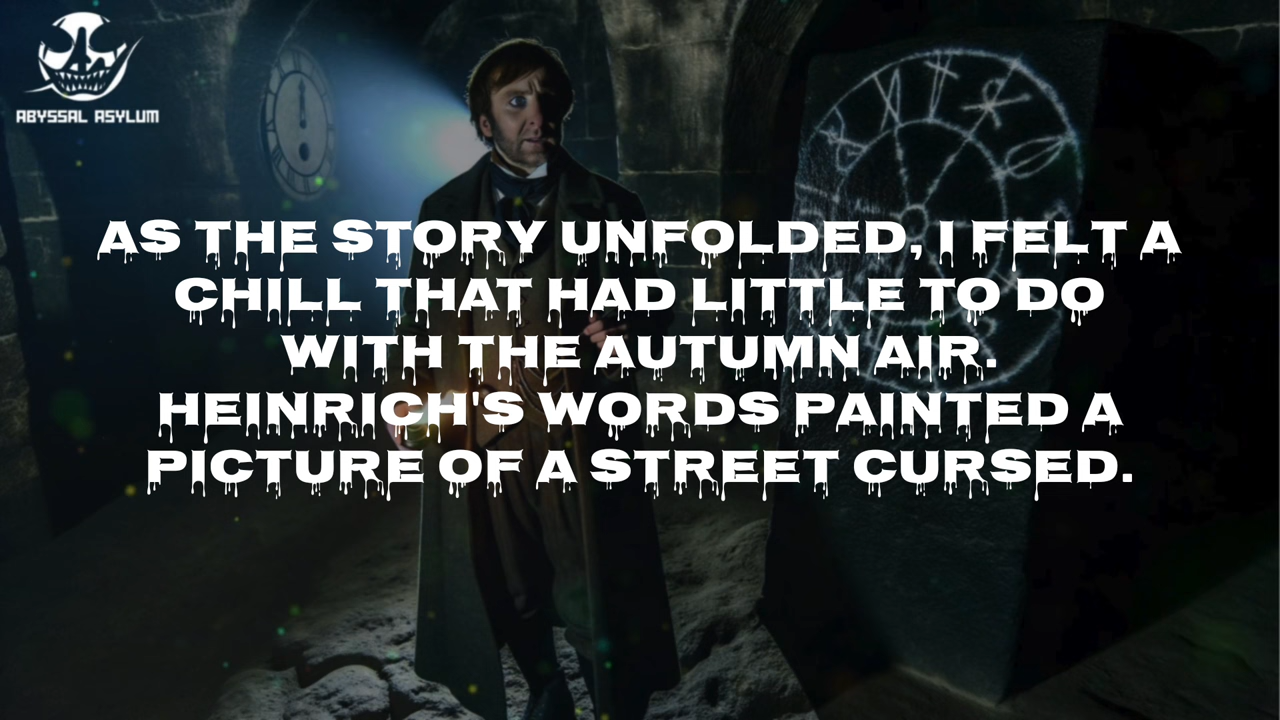 ABYSSAL ASYLUM
AS THE STORY UNFOLDED, I FELT A
CHILL THAT HAD LITTLE TO DO
WITH THE AUTUMN AIR.
HEINRICH'S WORDS PAINTED A
PICTURE OF A STREET CURSED.